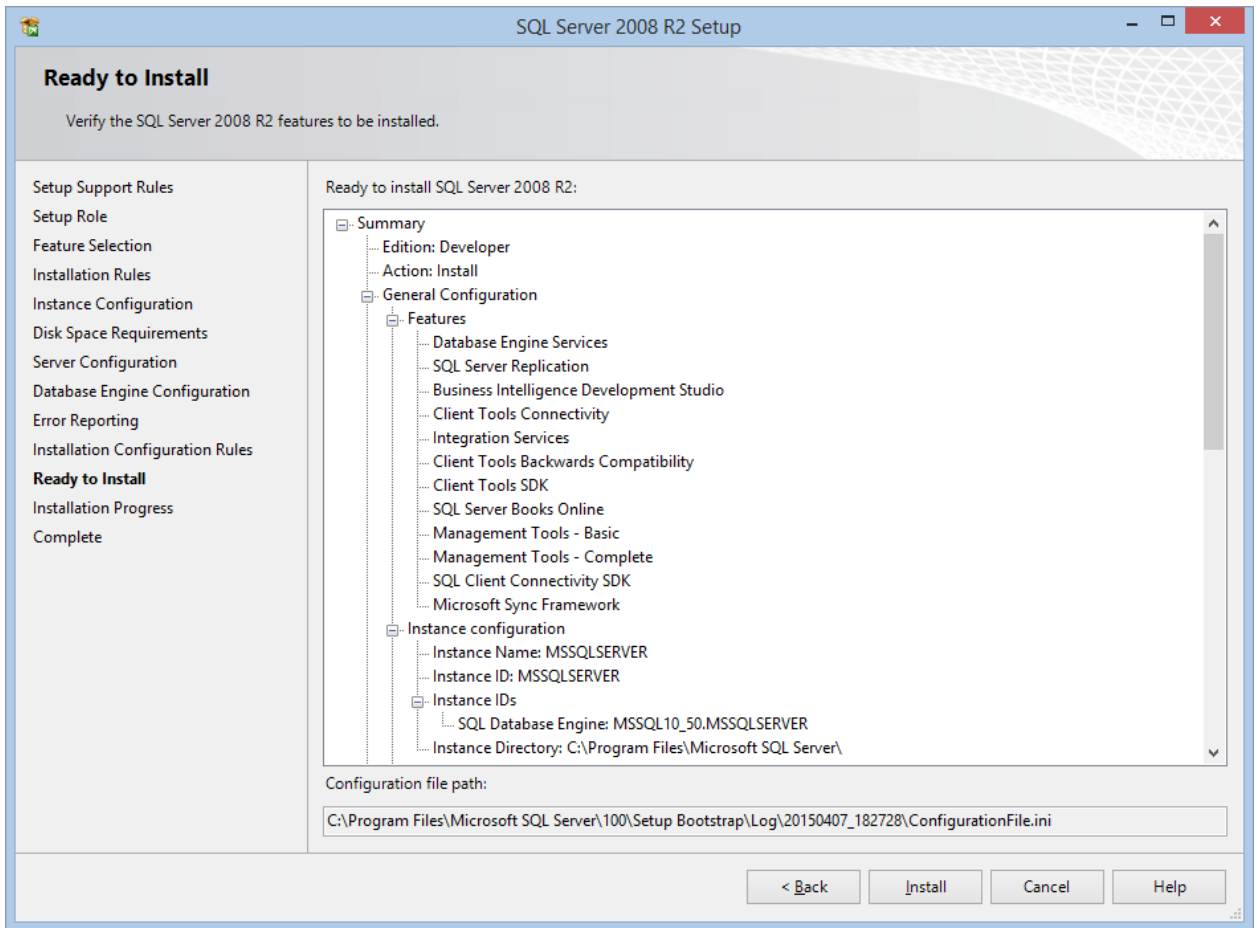 SQL Server 2008 R2 Setup
Ready to Install
Verify the SQL Server 2008 R2 features to be installed.
Setup Support Rules
Setup Role
Feature Selection
Installation Rules
Instance Configuration
Disk Space Requirements
Server Configuration
Database Engine Configuration
Error Reporting
Installation Configuration Rules
Ready to Install
Installation Progress
Complete
Ready to install SQL Server 2008 R2:
Summary
Edition: Developer
Action: Install
General Configuration
Features
Database Engine Services
SQL Server Replication
Business Intelligence Development Studio
Client Tools Connectivity
Integration Services
Client Tools Backwards Compatibility
Client Tools SDK
SQL Server Books Online
Management Tools - Basic
Management Tools - Complete
SQL Client Connectivity SDK
Microsoft Sync Framework
Instance configuration
Instance Name: MSSQLSERVER
Instance ID: MSSQLSERVER
Instance IDs
SQL Database Engine: MSSQL10_50.MSSQLSERVER
Instance Directory: C:\Program Files\Microsoft SQL Server\
Configuration file path:
C:\Program Files\Microsoft SQL Server\100\Setup Bootstrap\Log\20150407_182728\ConfigurationFile.ini
< Back
Install
Cancel
Help